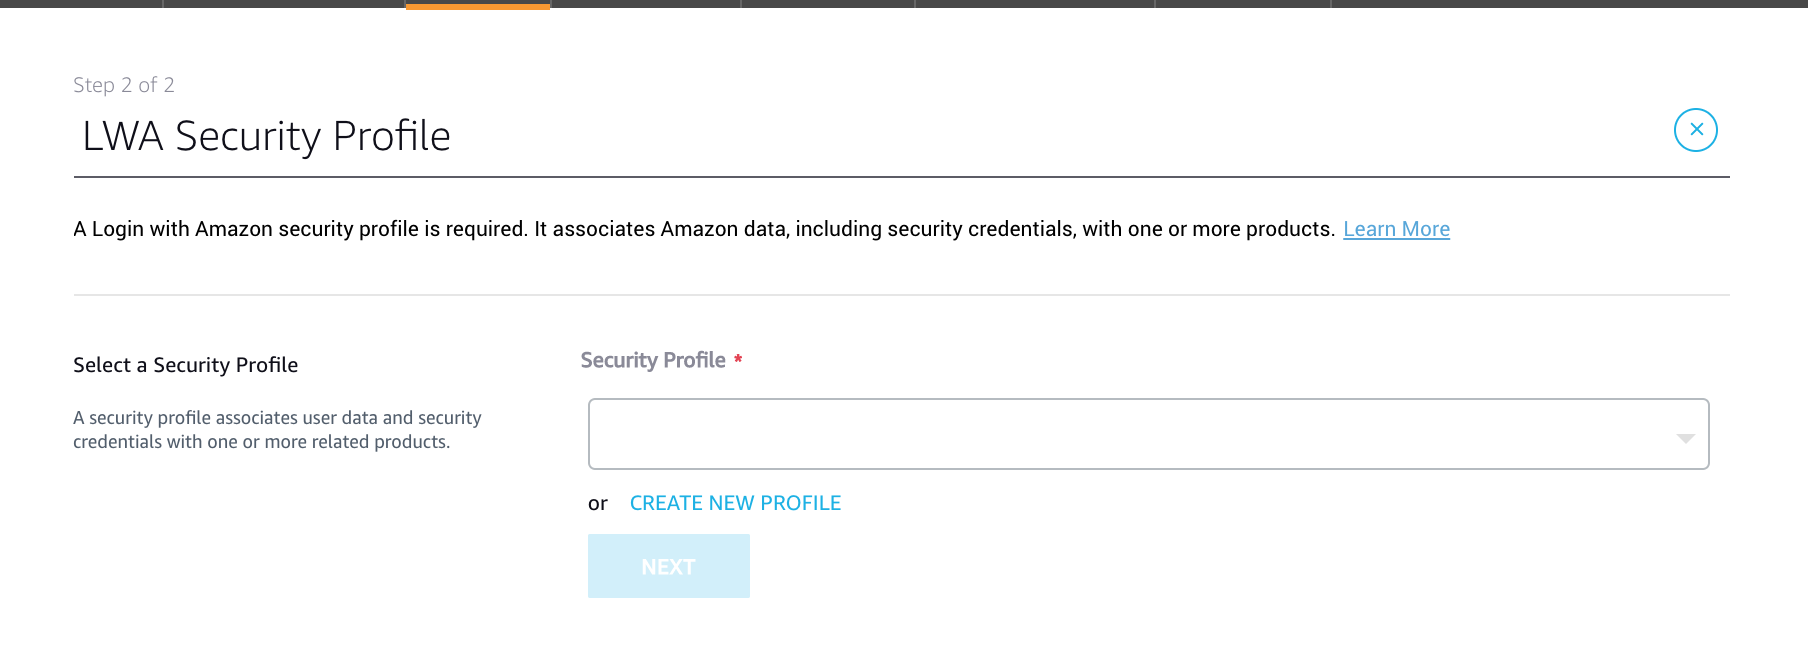 Step 2 of 2
LWA Security Profile
A Login with Amazon security profile is required. It associates Amazon data, including security credentials, with one or more products. Learn More
Select a Security Profile
Security Profile *
A security profile associates user data and security
credentials with one or more related products.
or CREATE NEW PROFILE
NEXT